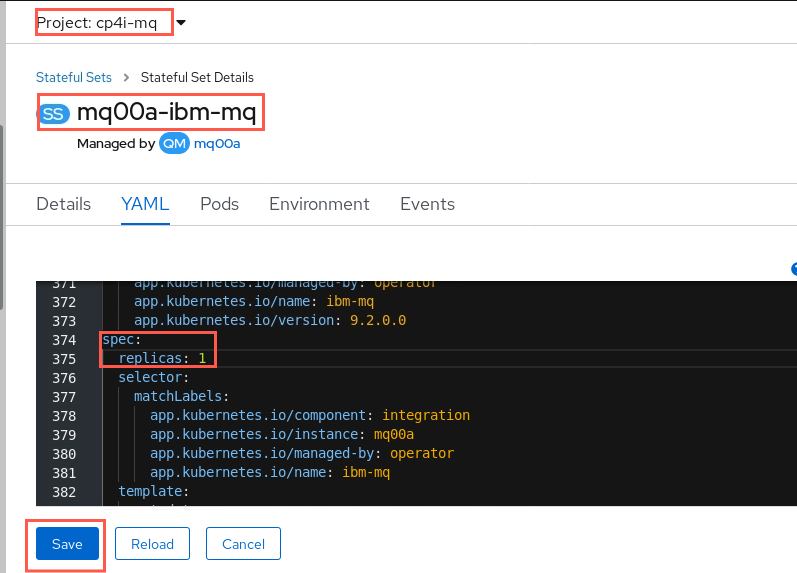 Project: cp4i-mq
Stateful Sets > Stateful Set Details
SS mq00a-ibm-mq
Managed by QM mq00a
Details YAML Pods Environment Events
371 app.kubernetes.io/managed-by: operator
372 app.kubernetes.io/name: ibm-mq
373 app.kubernetes.io/version: 9.2.0.0
374 spec:
375 replicas: 1
376 selector:
377 matchLabels:
378 app.kubernetes.io/component: integration
379 app.kubernetes.io/instance: mq00a
380 app.kubernetes.io/managed-by: operator
381 app.kubernetes.io/name: ibm-mq
382 template:
Save Reload Cancel